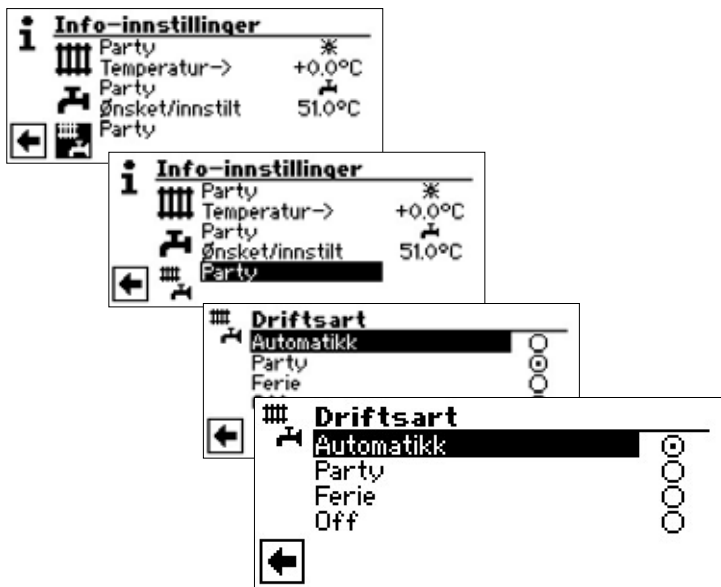 Info-innstillinger
Party
Temperatur-> +0.0°C
Party
Ønsket/innstilt 51.0°C
Party
Info-innstillinger
Party
Temperatur-> +0.0°C
Party
Ønsket/innstilt 51.0°C
Party
Driftsart
Automatikk
Party
Ferie
Driftsart
Automatikk
Party
Ferie
Off